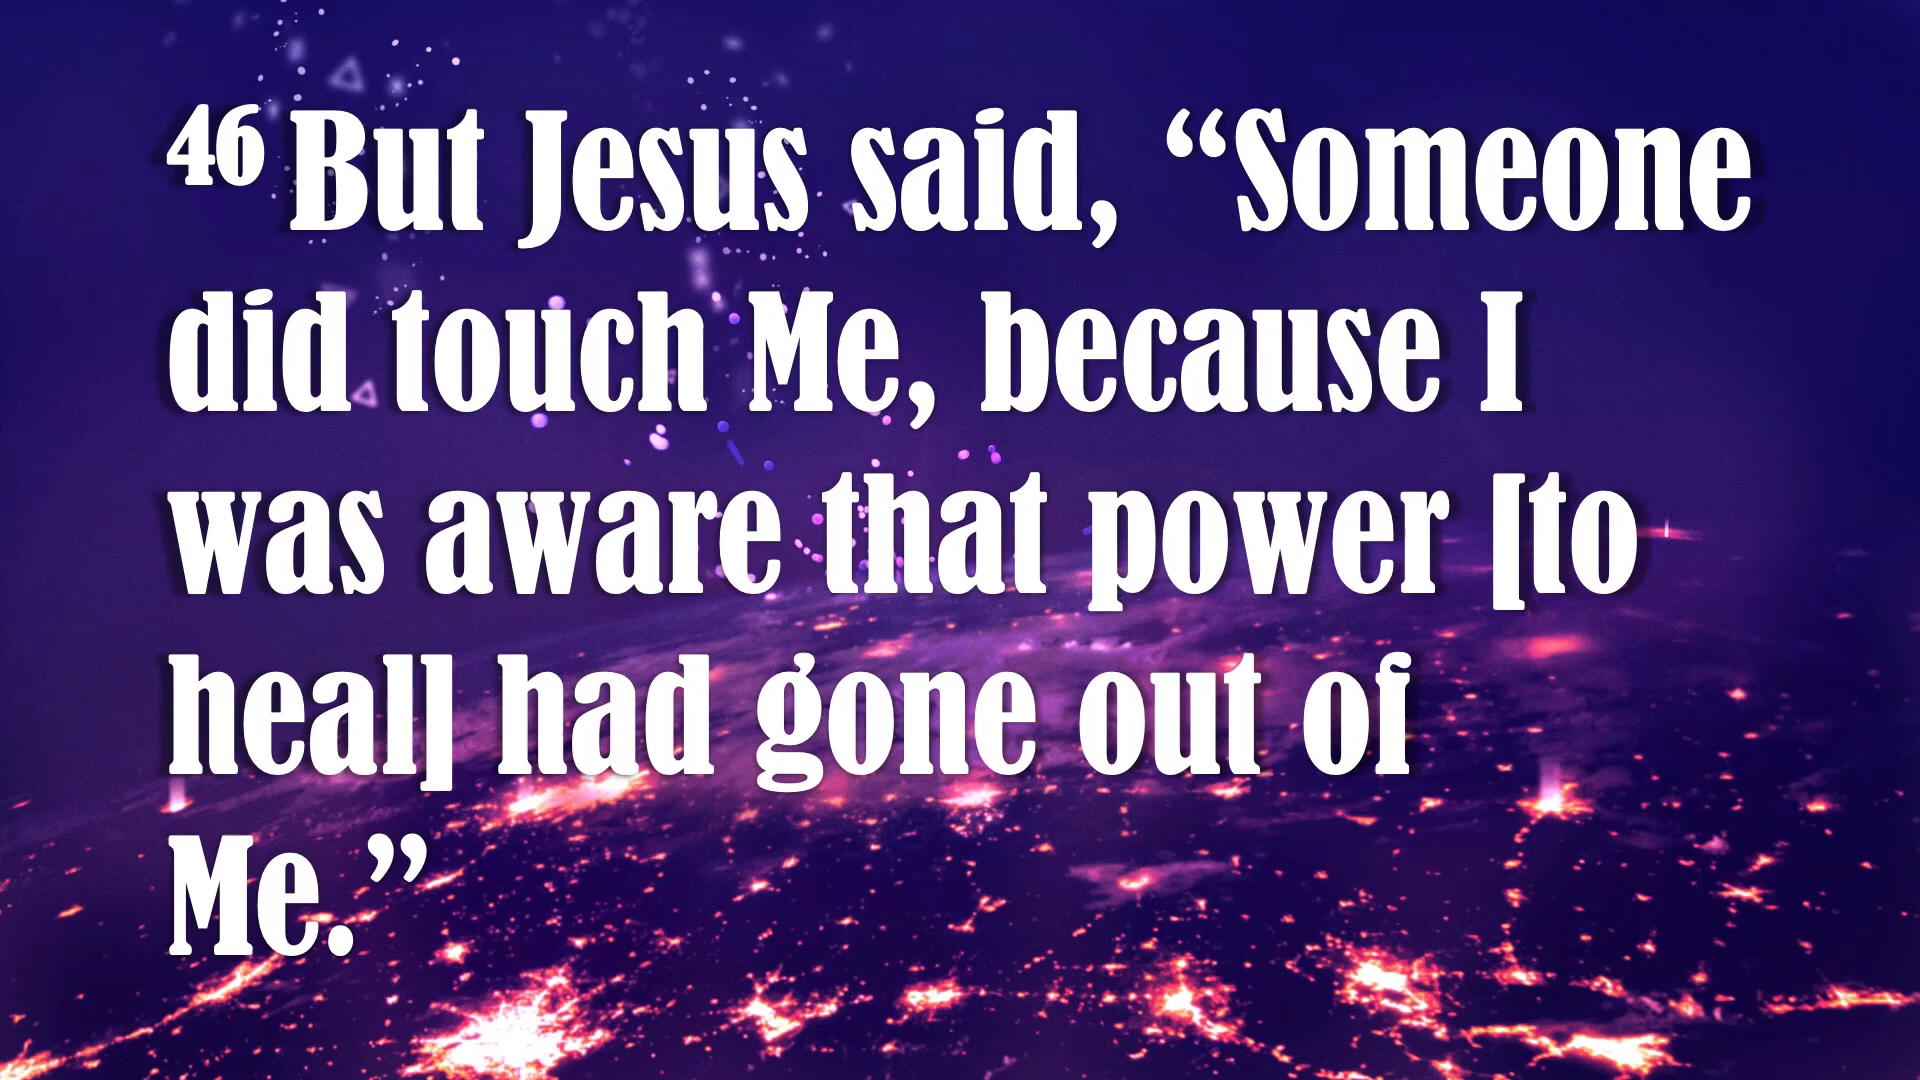 46 But Jesus said, “Someone
did touch Me, because I
was aware that power [to
heal] had gone out of
Me.”